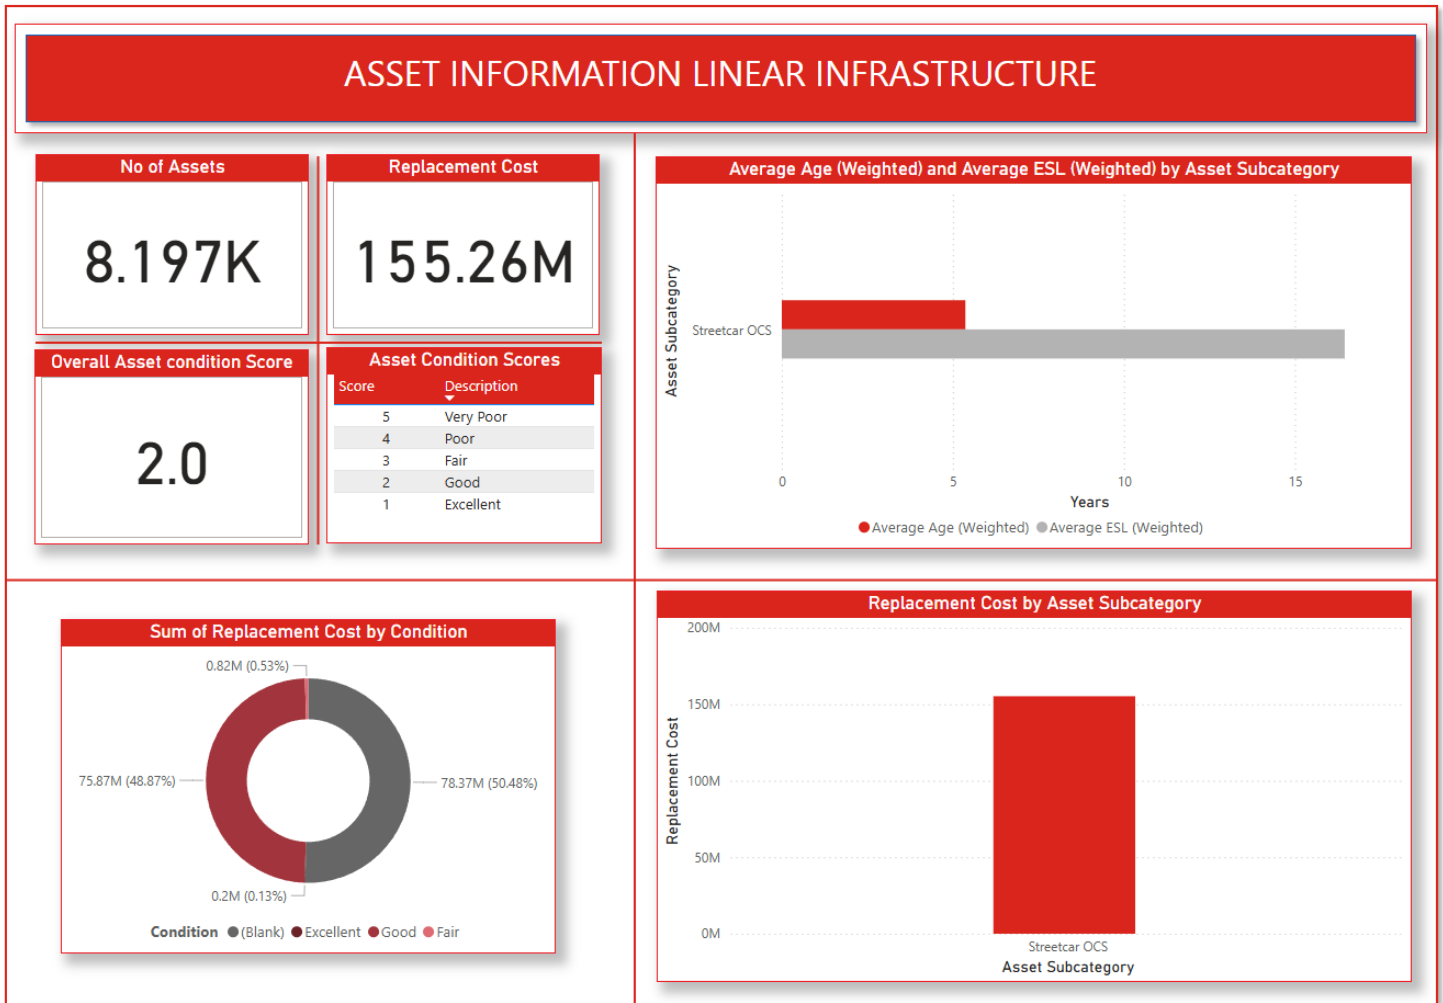 ASSET INFORMATION LINEAR INFRASTRUCTURE
No of Assets
8.197K
Replacement Cost
155.26M
Overall Asset condition Score
2.0
Asset Condition Scores
Score Description
5 Very Poor
4 Poor
3 Fair
2 Good
1 Excellent
Average Age (Weighted) and Average ESL (Weighted) by Asset Subcategory
Asset Subcategory
Streetcar OCS
0 5 10 15
Years
Average Age (Weighted) Average ESL (Weighted)
Sum of Replacement Cost by Condition
0.82M (0.53%)
75.87M (48.87%)
78.37M (50.48%)
0.2M (0.13%)
Condition (Blank) Excellent Good Fair
Replacement Cost by Asset Subcategory
Replacement Cost
200M
150M
100M
50M
0M
Streetcar OCS
Asset Subcategory